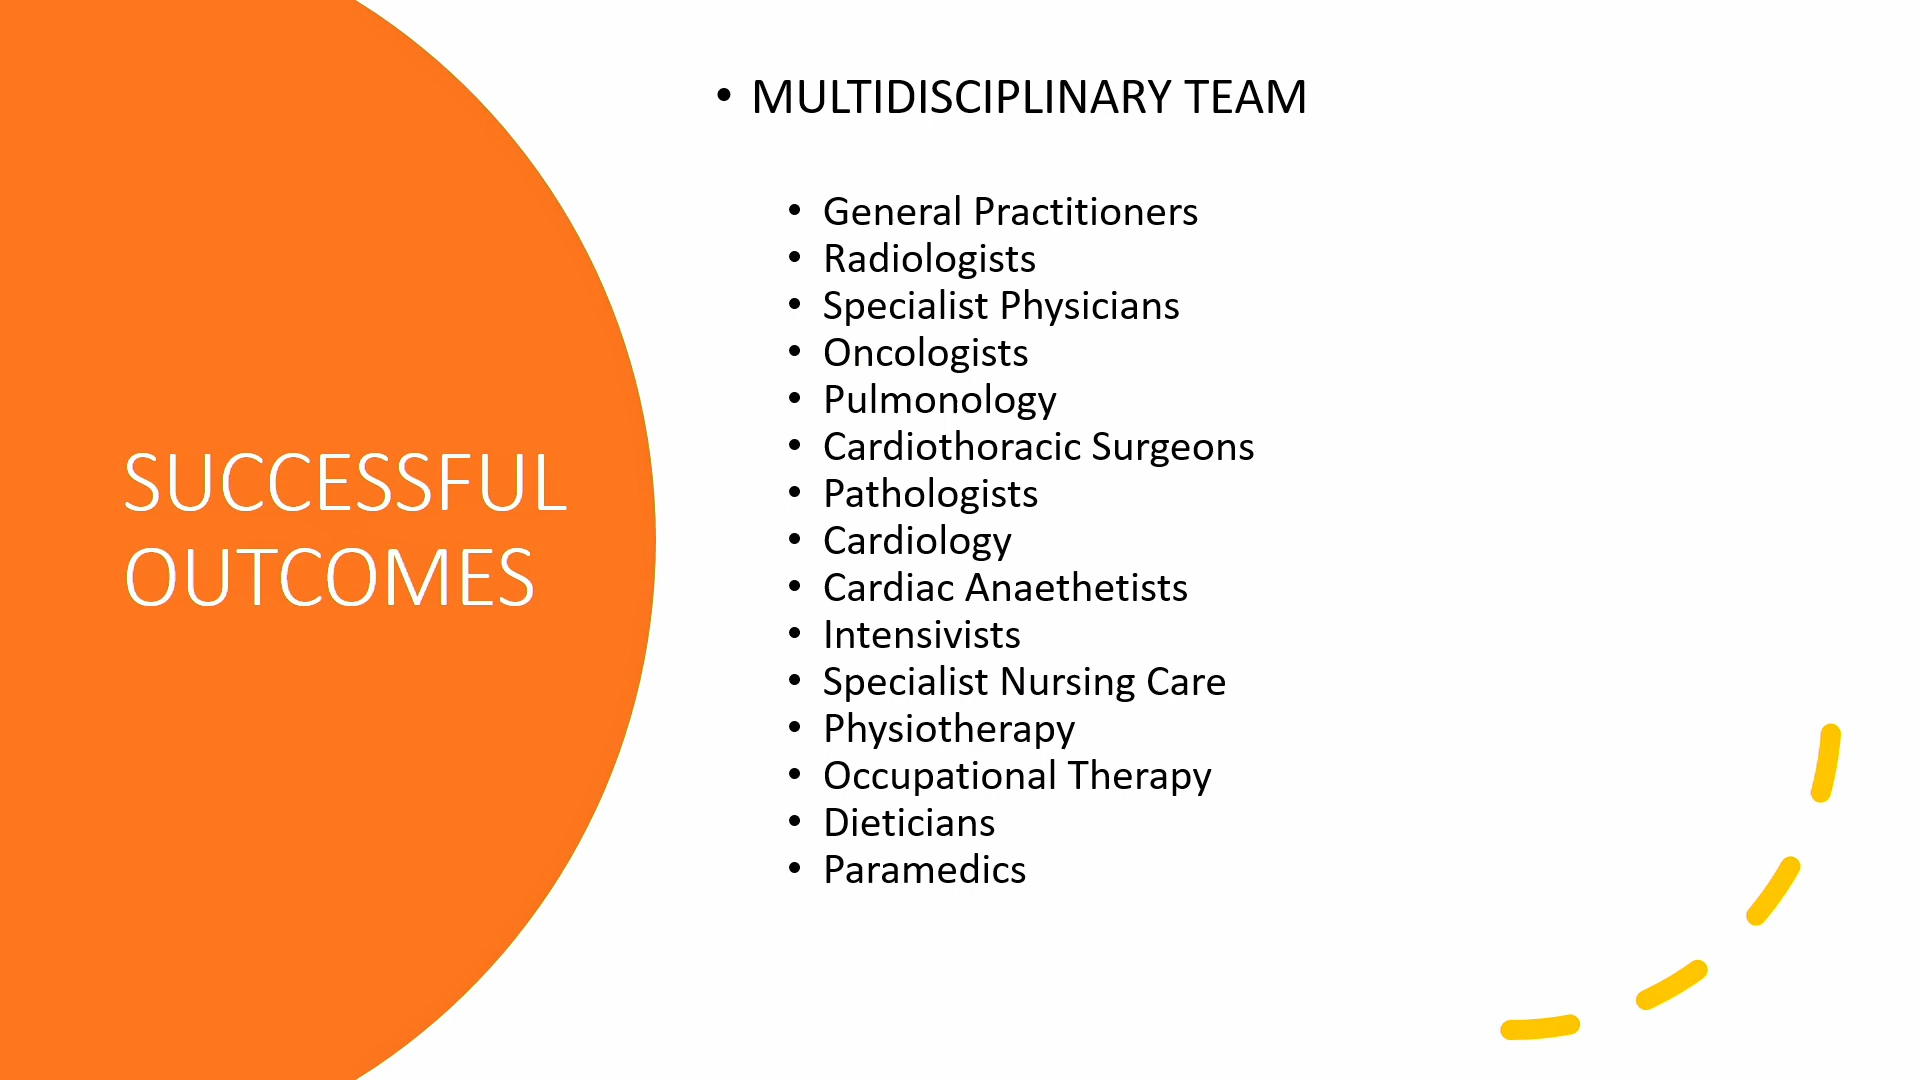 SUCCESSFUL
OUTCOMES
• MULTIDISCIPLINARY TEAM
• General Practitioners
• Radiologists
• Specialist Physicians
• Oncologists
• Pulmonology
• Cardiothoracic Surgeons
• Pathologists
• Cardiology
• Cardiac Anaethetists
• Intensivists
• Specialist Nursing Care
• Physiotherapy
• Occupational Therapy
• Dieticians
• Paramedics